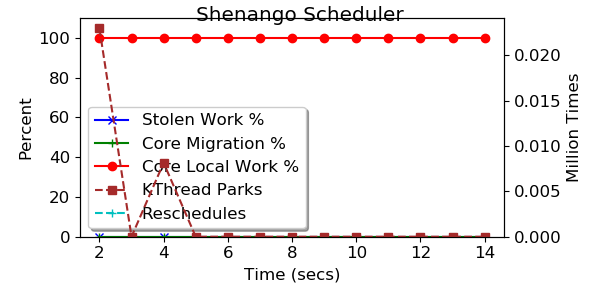 Shenango Scheduler
100
80
60
40
20
0
Percent
0.020
0.015
0.010
0.005
0.000
Million Times
Stolen Work %
Core Migration %
Core Local Work %
KThread Parks
Reschedules
2 4 6 8 10 12 14
Time (secs)